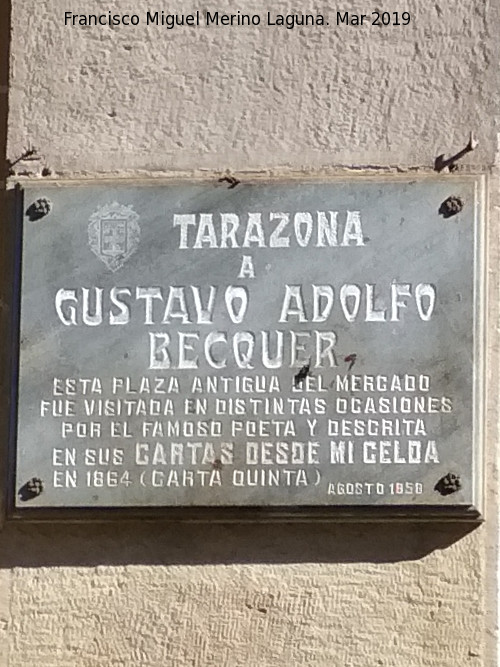 Francisco Miguel Merino Laguna. Mar 2019
TARAZONA
A
GUSTAVO ADOLFO
BECQUER
ESTA PLAZA ANTIGUA DEL MERCADO
FUE VISITADA EN DISTINTAS OCASIONES
POR EL FAMOSO POETA Y DESCRITA
EN SUS CARTAS DESDE MI CELDA
EN 1864 (CARTA QUINTA)
AGOSTO